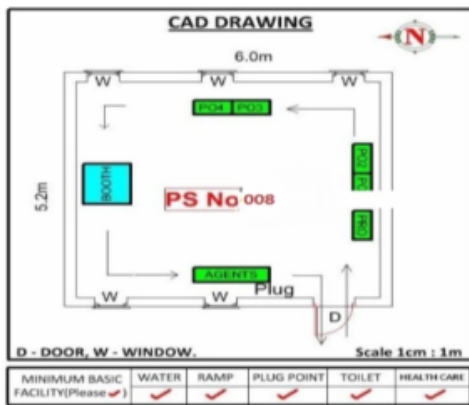 CAD DRAWING
N
6.0m
W W W
PO4 PO3
PO2
5.2m
BOOTH
PS No 008
PRO
AGENTS
Plug
W W
D
D - DOOR, W - WINDOW. Scale 1cm : 1m
MINIMUM BASIC FACILITY(Please ✓) WATER RAMP PLUG POINT TOILET HEALTH CARE
✓ ✓ ✓ ✓ ✓